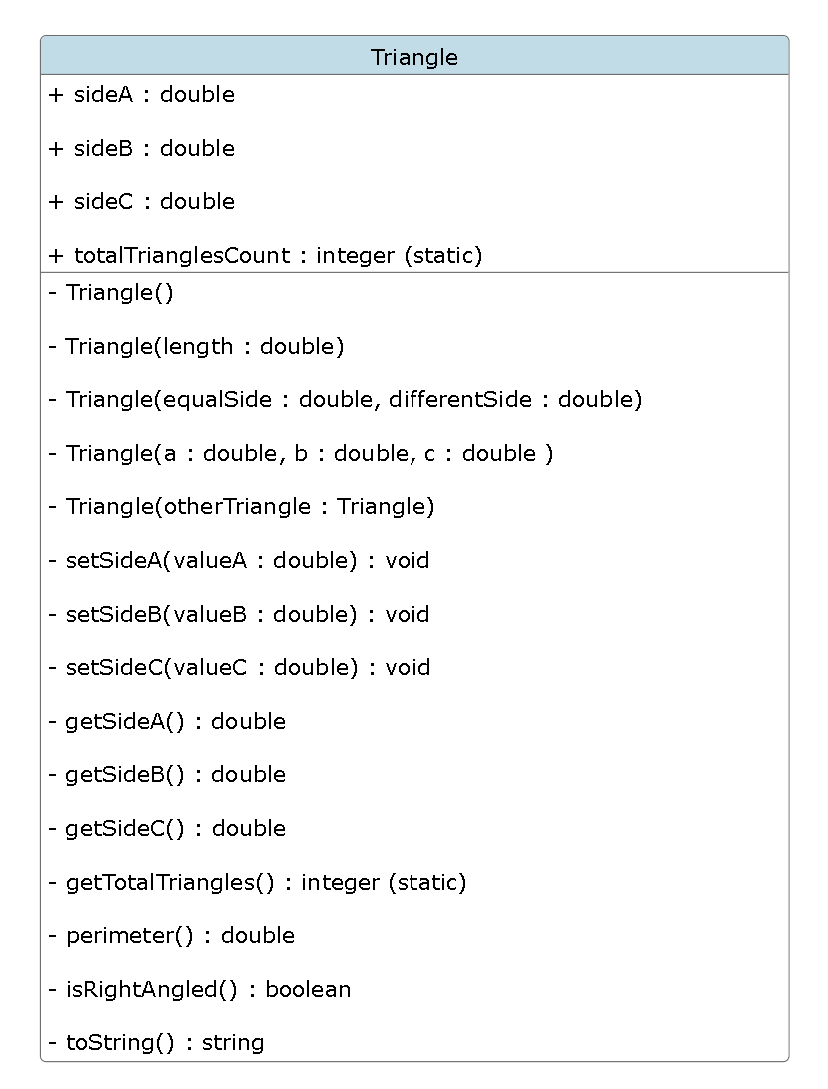 Triangle
+ sideA : double
+ sideB : double
+ sideC : double
+ totalTrianglesCount : integer (static)
- Triangle()
- Triangle(length : double)
- Triangle(equalSide : double, differentSide : double)
- Triangle(a : double, b : double, c : double )
- Triangle(otherTriangle : Triangle)
- setSideA(valueA : double) : void
- setSideB(valueB : double) : void
- setSideC(valueC : double) : void
- getSideA() : double
- getSideB() : double
- getSideC() : double
- getTotalTriangles() : integer (static)
- perimeter() : double
- isRightAngled() : boolean
- toString() : string